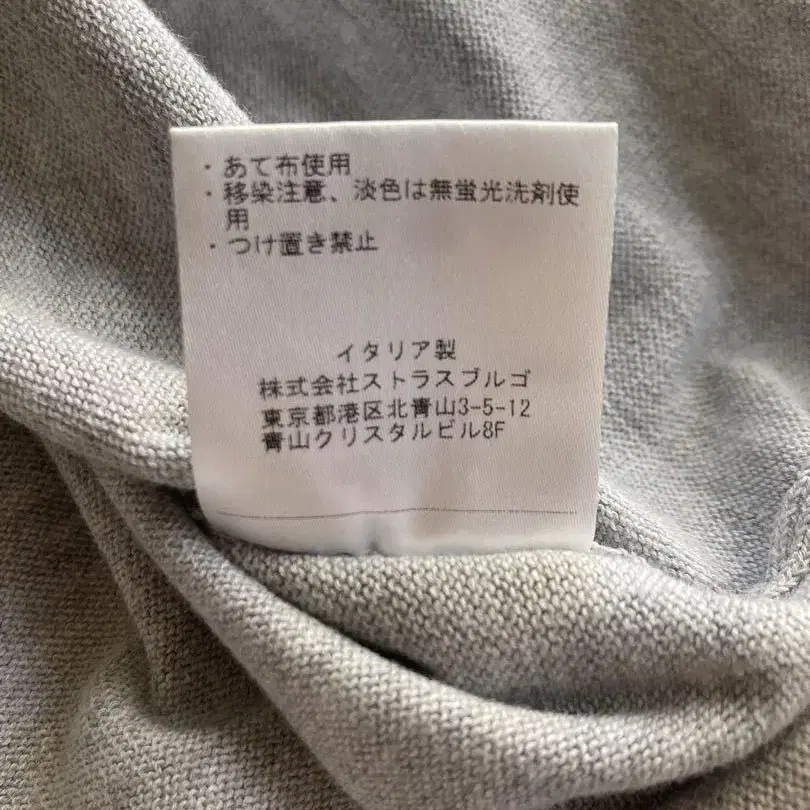 ・あて布使用
・移染注意、淡色は無蛍光洗剤使
用
・つけ置き禁止
イタリア製
株式会社ストラスブルゴ
東京都港区北青山3-5-12
青山クリスタルビル8F